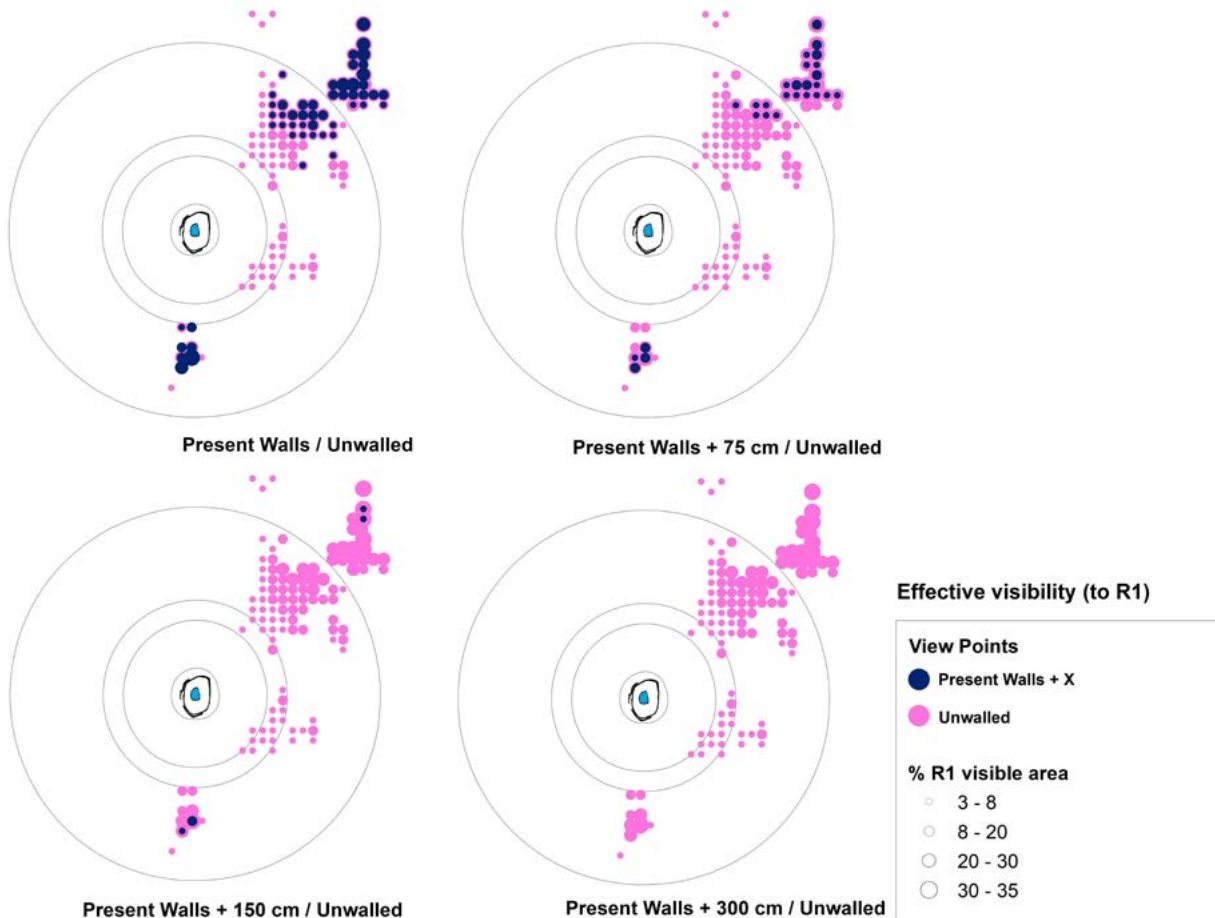 Present Walls / Unwalled
Present Walls + 75 cm / Unwalled
Present Walls + 150 cm / Unwalled
Present Walls + 300 cm / Unwalled
Effective visibility (to R1)
View Points
Present Walls + X
Unwalled
% R1 visible area
3 - 8
8 - 20
20 - 30
30 - 35